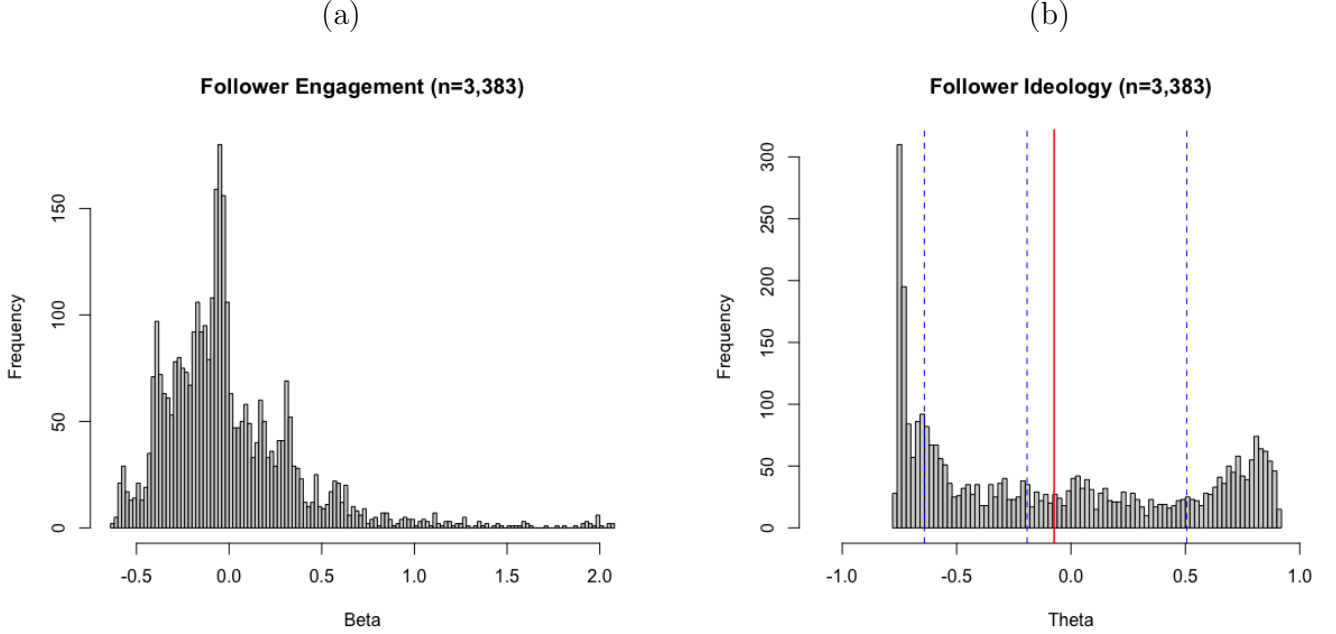 (a)
Follower Engagement (n=3,383)
Frequency
150
100
50
0
-0.5 0.0 0.5 1.0 1.5 2.0
Beta
(b)
Follower Ideology (n=3,383)
Frequency
300
250
200
150
100
50
0
-1.0 -0.5 0.0 0.5 1.0
Theta